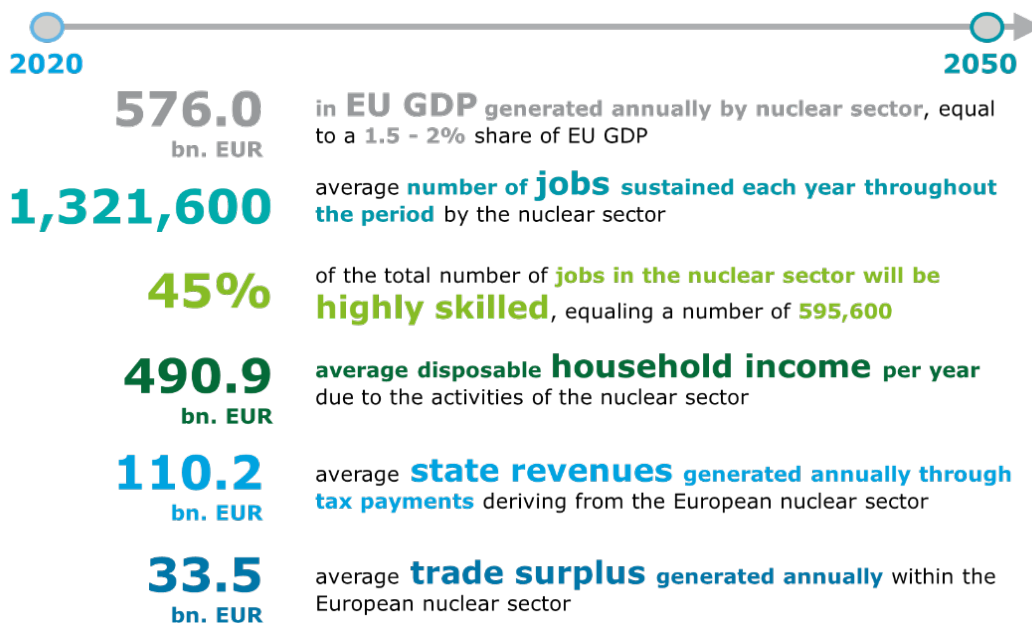 2020
2050
576.0
bn. EUR
in EU GDP generated annually by nuclear sector, equal
to a 1.5 - 2% share of EU GDP
1,321,600
average number of jobs sustained each year throughout
the period by the nuclear sector
45%
of the total number of jobs in the nuclear sector will be
highly skilled, equaling a number of 595,600
490.9
bn. EUR
average disposable household income per year
due to the activities of the nuclear sector
110.2
bn. EUR
average state revenues generated annually through
tax payments deriving from the European nuclear sector
33.5
bn. EUR
average trade surplus generated annually within the
European nuclear sector